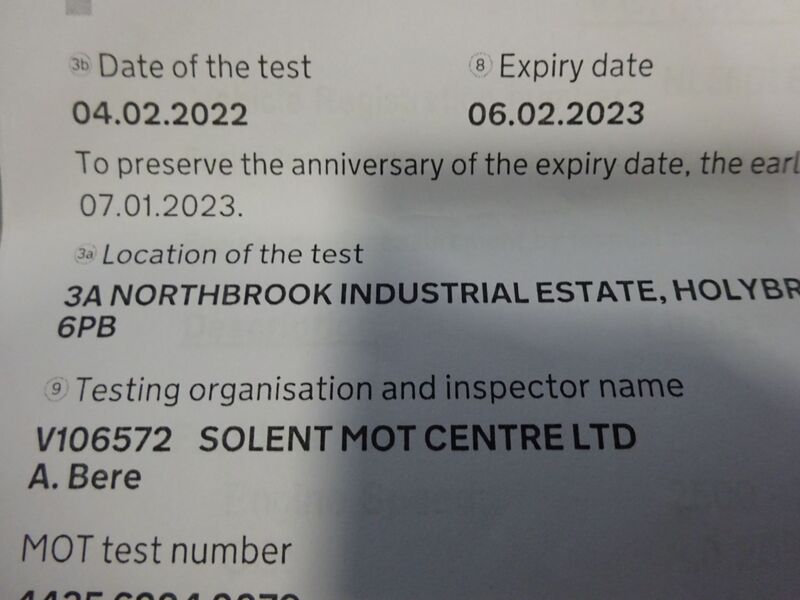 3b Date of the test 8 Expiry date
04.02.2022 06.02.2023
To preserve the anniversary of the expiry date, the earl
07.01.2023.
3a Location of the test
3A NORTHBROOK INDUSTRIAL ESTATE, HOLYBR
6PB
9 Testing organisation and inspector name
V106572 SOLENT MOT CENTRE LTD
A. Bere
MOT test number